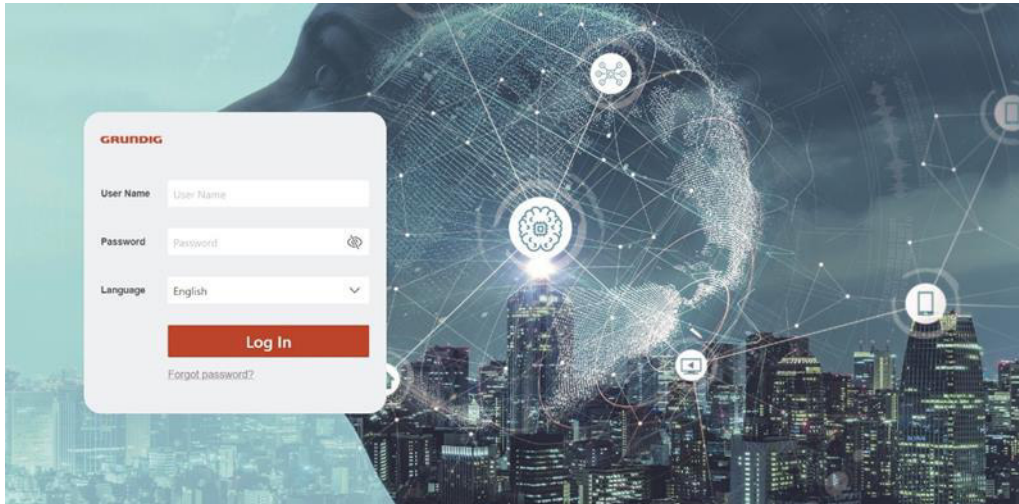 GRUNDIG
User Name
User Name
Password
Password
Language
English
Log In
Forgot password?